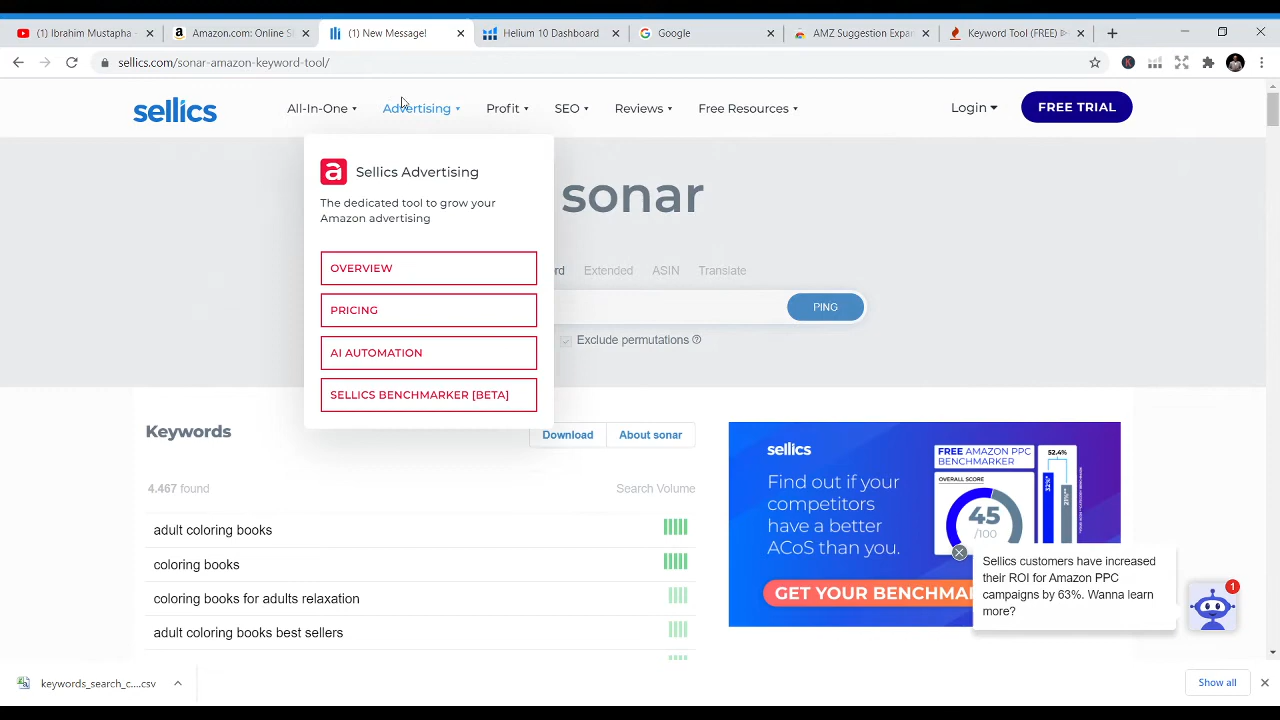 (1) Ibrahim Mustapha
Amazon.com: Online S
(1) New Message!
Helium 10 Dashboard
Google
AMZ Suggestion Expan
Keyword Tool (FREE)
sellics.com/sonar-amazon-keyword-tool/
K
sellics
All-In-One
Advertising
Profit
SEO
Reviews
Free Resources
Login
FREE TRIAL
a
Sellics Advertising
The dedicated tool to grow your
Amazon advertising
OVERVIEW
PRICING
AI AUTOMATION
SELLICS BENCHMARKER [BETA]
sonar
rd
Extended
ASIN
Translate
PING
Exclude permutations
Keywords
Download
About sonar
4.467 found
Search Volume
adult coloring books
coloring books
coloring books for adults relaxation
adult coloring books best sellers
sellics
Find out if your
competitors
have a better
ACoS than you.
GET YOUR BENCHMA
FREE AMAZON PPC
BENCHMARKER
OVERALL SCORE
45
/100
52.4%
32%
21%
Sellics customers have increased
their ROI for Amazon PPC
campaigns by 63%. Wanna learn
more?
1
keywords_search_c....csv
Show all